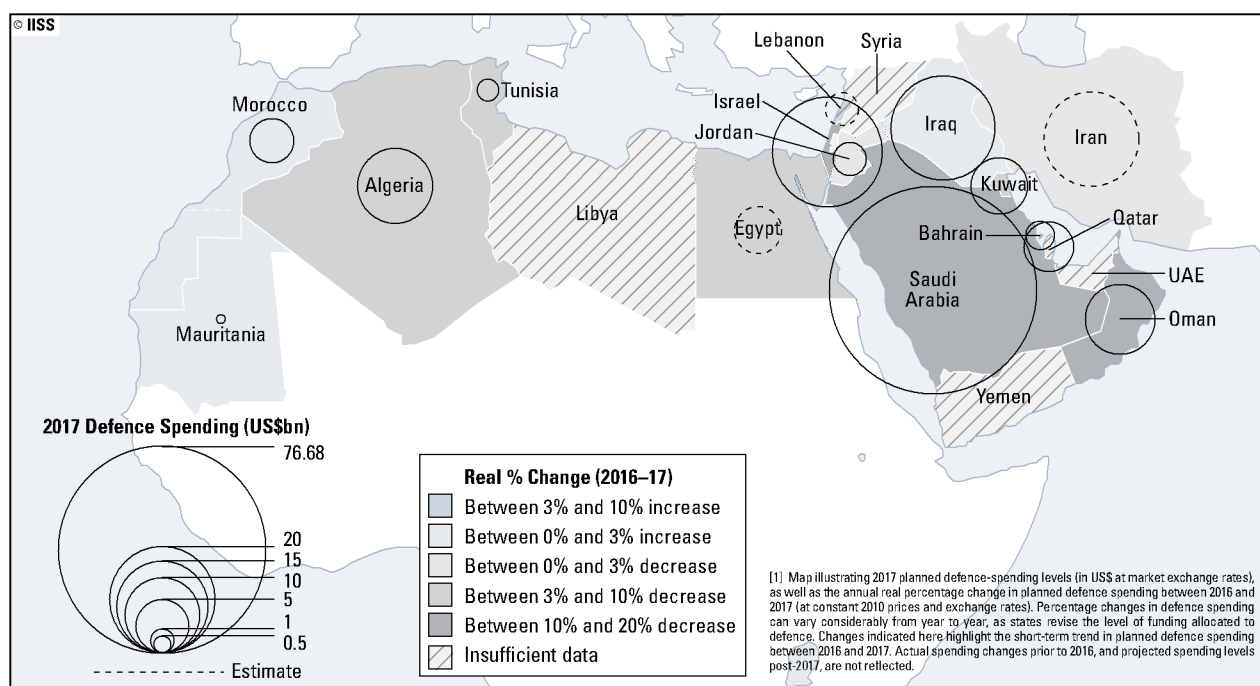 © IISS
Lebanon
Syria
Morocco
Tunisia
Israel
Jordan
Iraq
Iran
Algeria
Libya
Egypt
Kuwait
Bahrain
Qatar
Saudi
Arabia
UAE
Oman
Mauritania
Yemen
2017 Defence Spending (US$bn)
76.68
20
15
10
5
1
0.5
Estimate
Real % Change (2016–17)
Between 3% and 10% increase
Between 0% and 3% increase
Between 0% and 3% decrease
Between 3% and 10% decrease
Between 10% and 20% decrease
Insufficient data
[1] Map illustrating 2017 planned defence-spending levels (in US$ at market exchange rates),
as well as the annual real percentage change in planned defence spending between 2016 and
2017 (at constant 2010 prices and exchange rates). Percentage changes in defence spending
can vary considerably from year to year, as states revise the level of funding allocated to
defence. Changes indicated here highlight the short-term trend in planned defence spending
between 2016 and 2017. Actual spending changes prior to 2016, and projected spending levels
post-2017, are not reflected.